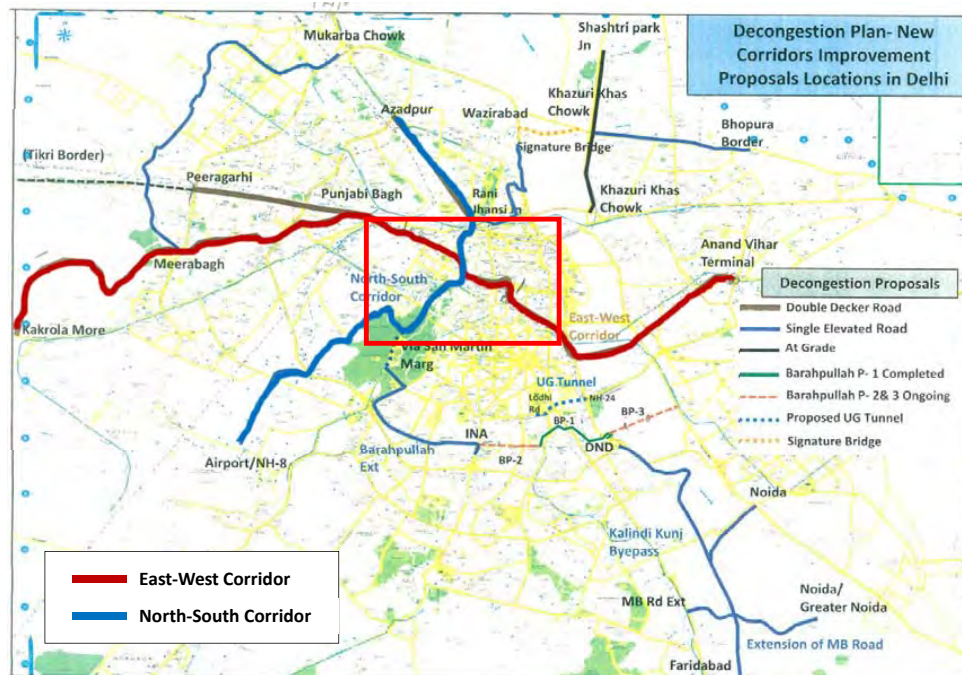 Decongestion Plan- New
Corridors Improvement
Proposals Locations in Delhi
Mukarba Chowk
Shashtri park
Jn
Khazuri Khas
Chowk
Azadpur
Wazirabad
Bhopura
Border
Signature Bridge
(Tikri Border)
Peeragarhi
Punjabi Bagh
Rani
Jhansi Jn
Khazuri Khas
Chowk
Anand Vihar
Terminal
Meerabagh
North-South
Corridor
East-West
Corridor
Kakrola More
Via San Martin
Marg
Decongestion Proposals
Double Decker Road
Single Elevated Road
At Grade
Barahpullah P- 1 Completed
Barahpullah P- 2& 3 Ongoing
Proposed UG Tunnel
Signature Bridge
UG Tunnel
Lodhi
Rd
NH-24
BP-1
BP-3
INA
DND
BP-2
Airport/NH-8
Barahpullah
Ext
Noida
Kalindi Kunj
Byepass
MB Rd Ext
Noida/
Greater Noida
Extension of MB Road
Faridabad
East-West Corridor
North-South Corridor